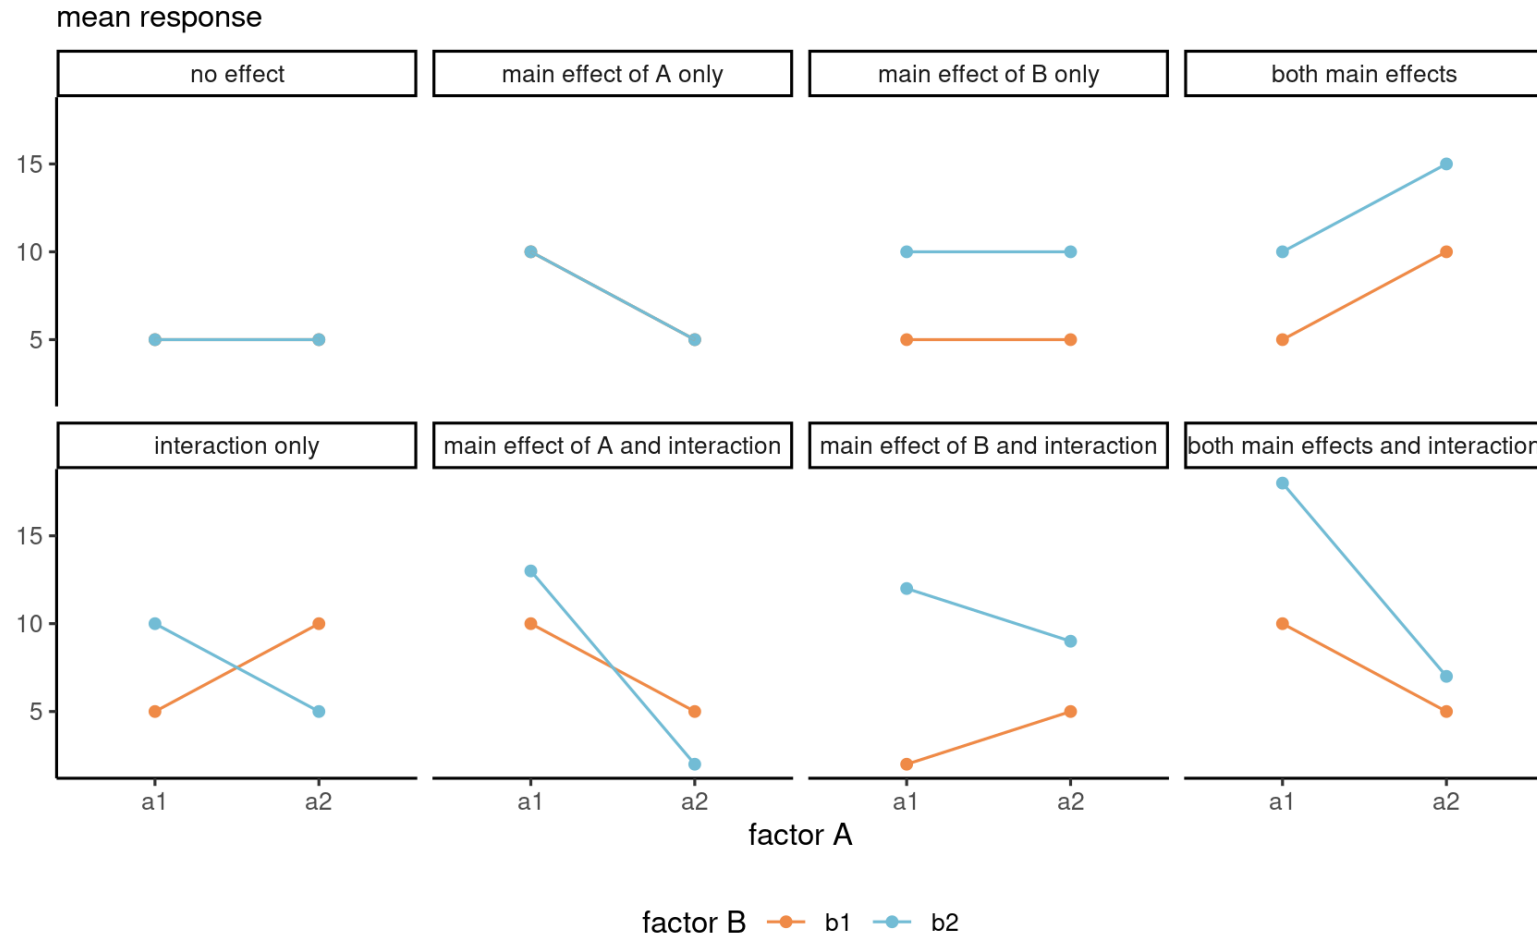 mean response
no effect
main effect of A only
main effect of B only
both main effects
15
10
5
interaction only
main effect of A and interaction
main effect of B and interaction
both main effects and interaction
15
10
5
a1 a2 a1 a2 a1 a2 a1 a2
factor A
factor B b1 b2